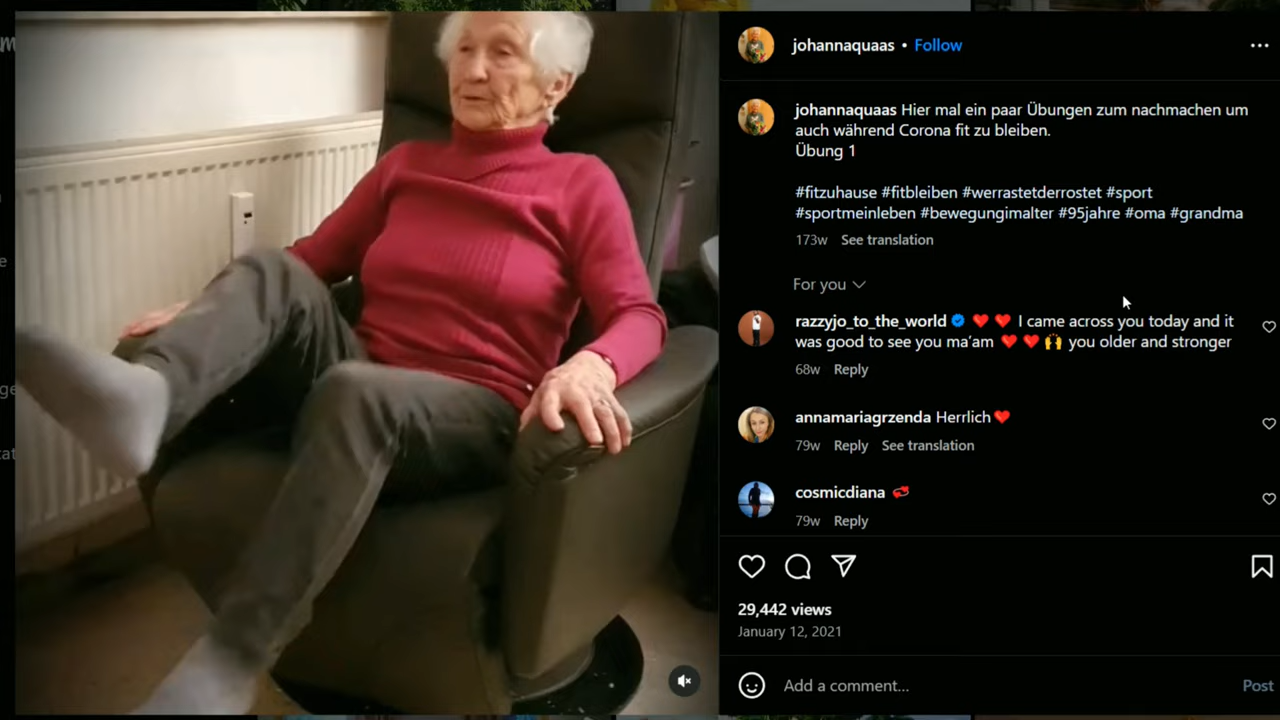 johannaquaas • Follow
johannaquaas Hier mal ein paar Übungen zum nachmachen um
auch während Corona fit zu bleiben.
Übung 1
#fitzuhause #fitbleiben #werrastetderrostet #sport
#sportmeinleben #bewegungimalter #95jahre #oma #grandma
173w See translation
For you
razzyjo_to_the_world ❤️ ❤️ I came across you today and it
was good to see you ma'am ❤️ ❤️ 🙌 you older and stronger
68w Reply
annamariagrzenda Herrlich ❤️
79w Reply See translation
cosmicdiana 💞
79w Reply
29,442 views
January 12, 2021
Add a comment... Post